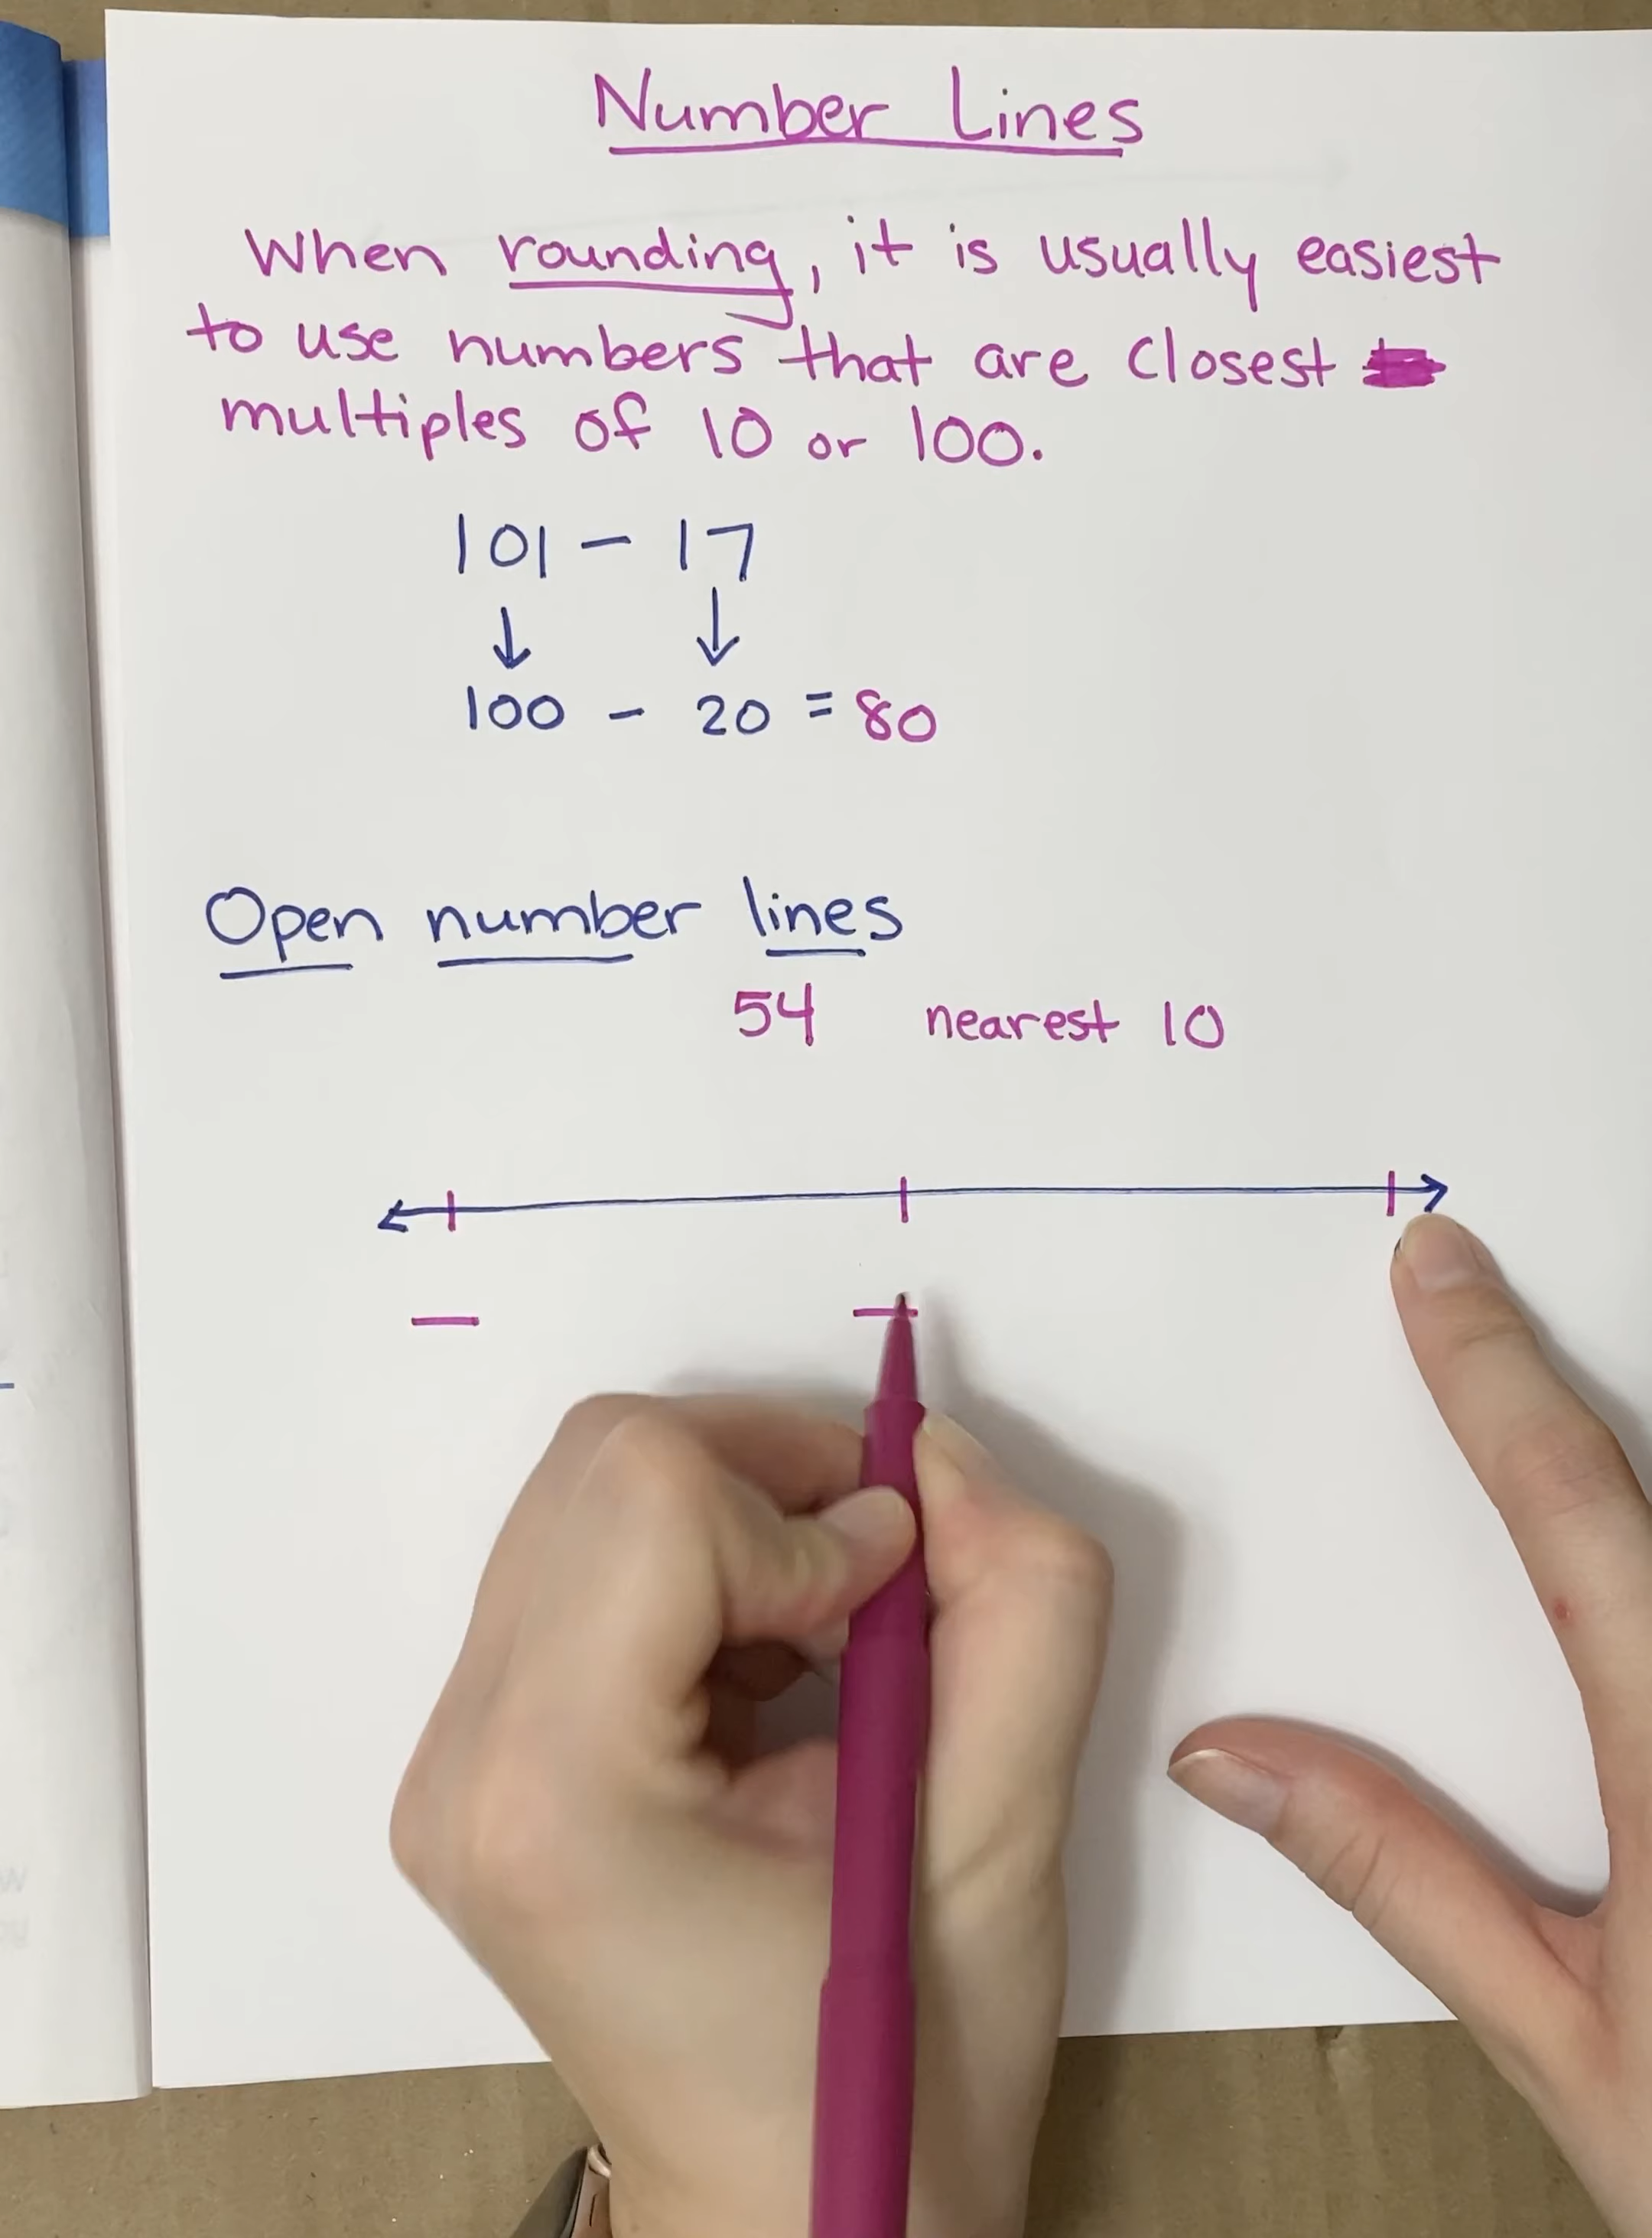 Number Lines
When rounding, it is usually easiest
to use numbers that are closest
multiples of 10 or 100.
101 - 17
↓ ↓
100 - 20 = 80
Open number lines
54 nearest 10